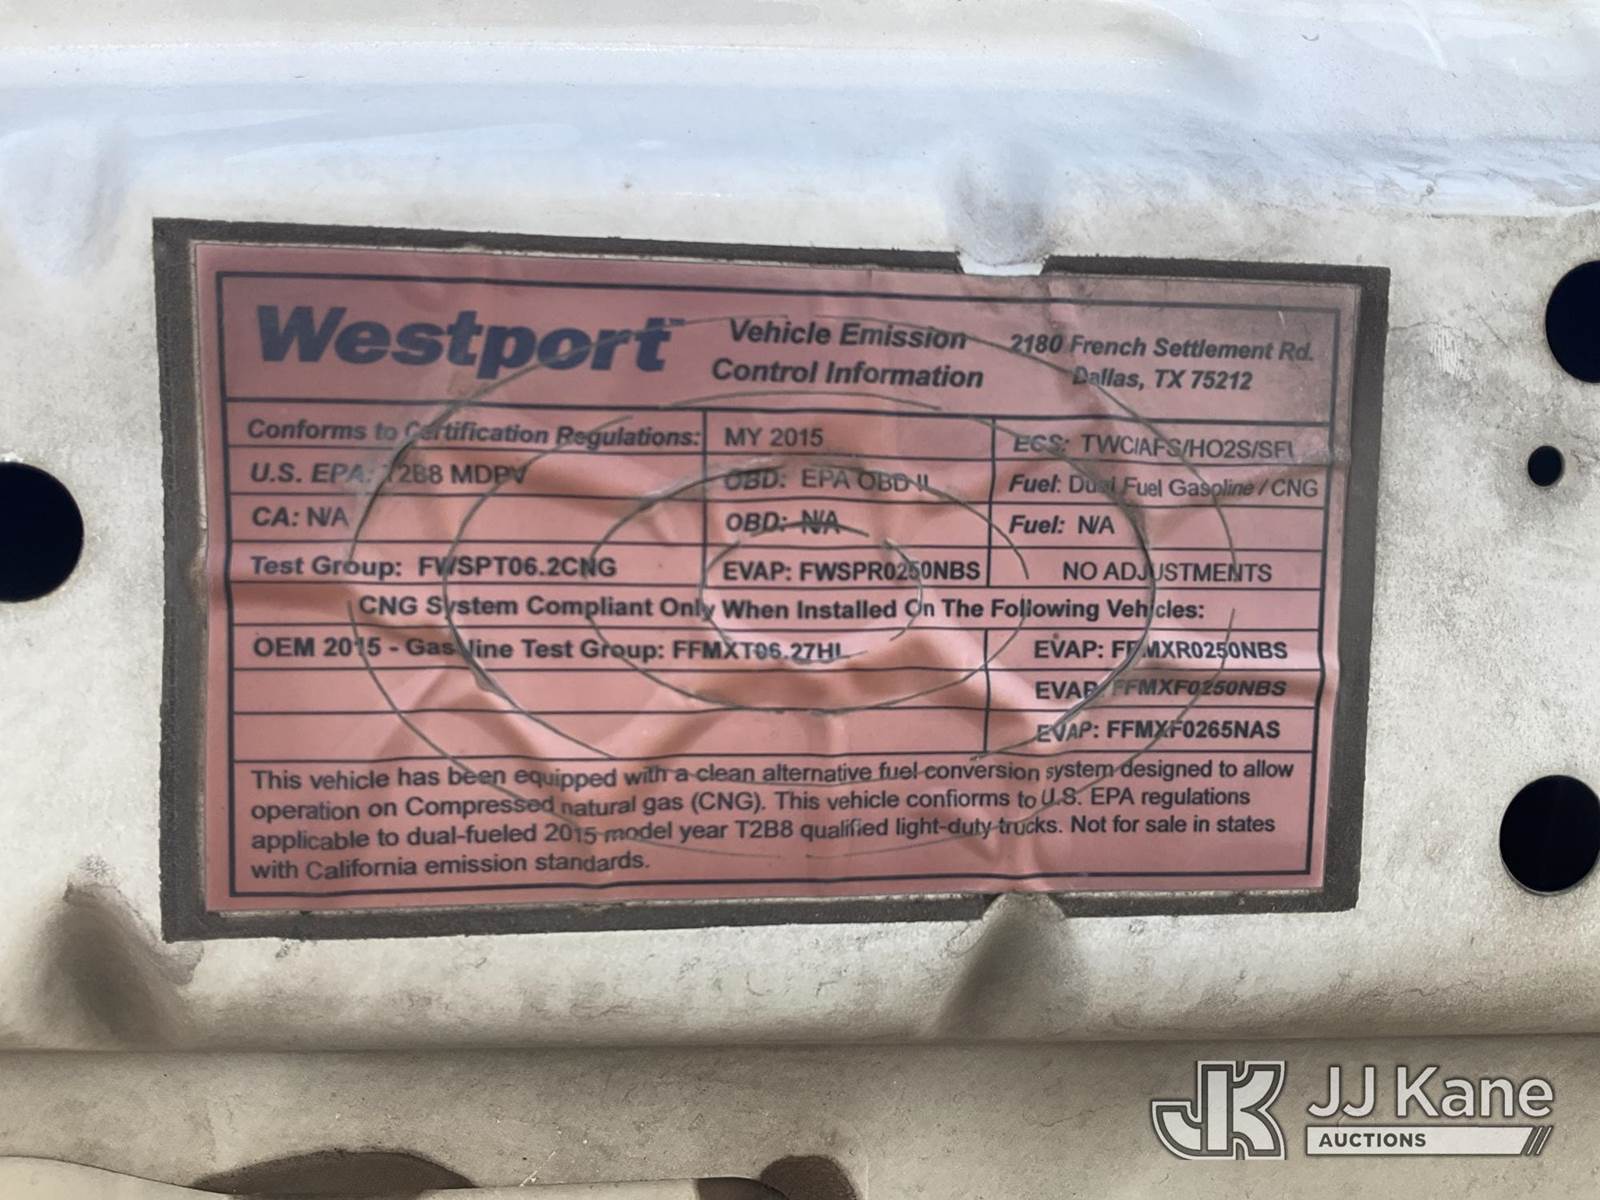 Westport™
Vehicle Emission
Control Information
2180 French Settlement Rd.
Dallas, TX 75212
Conforms to Certification Regulations: MY 2015 ECS: TWC/AFS/HO2S/SFI
U.S. EPA: T2B8 MDPV OBD: EPA OBD II Fuel: Dual Fuel Gasoline / CNG
CA: N/A OBD: N/A Fuel: N/A
Test Group: FWSPT06.2CNG EVAP: FWSPR0250NBS NO ADJUSTMENTS
CNG System Compliant Only When Installed On The Following Vehicles:
OEM 2015 - Gasoline Test Group: FFMXT06.27HL EVAP: FFMXR0250NBS
EVAP: FFMXF0250NBS
EVAP: FFMXF0265NAS
This vehicle has been equipped with a clean alternative fuel conversion system designed to allow
operation on Compressed natural gas (CNG). This vehicle confiorms to U.S. EPA regulations
applicable to dual-fueled 2015 model year T2B8 qualified light-duty trucks. Not for sale in states
with California emission standards.
JK JJ Kane
AUCTIONS